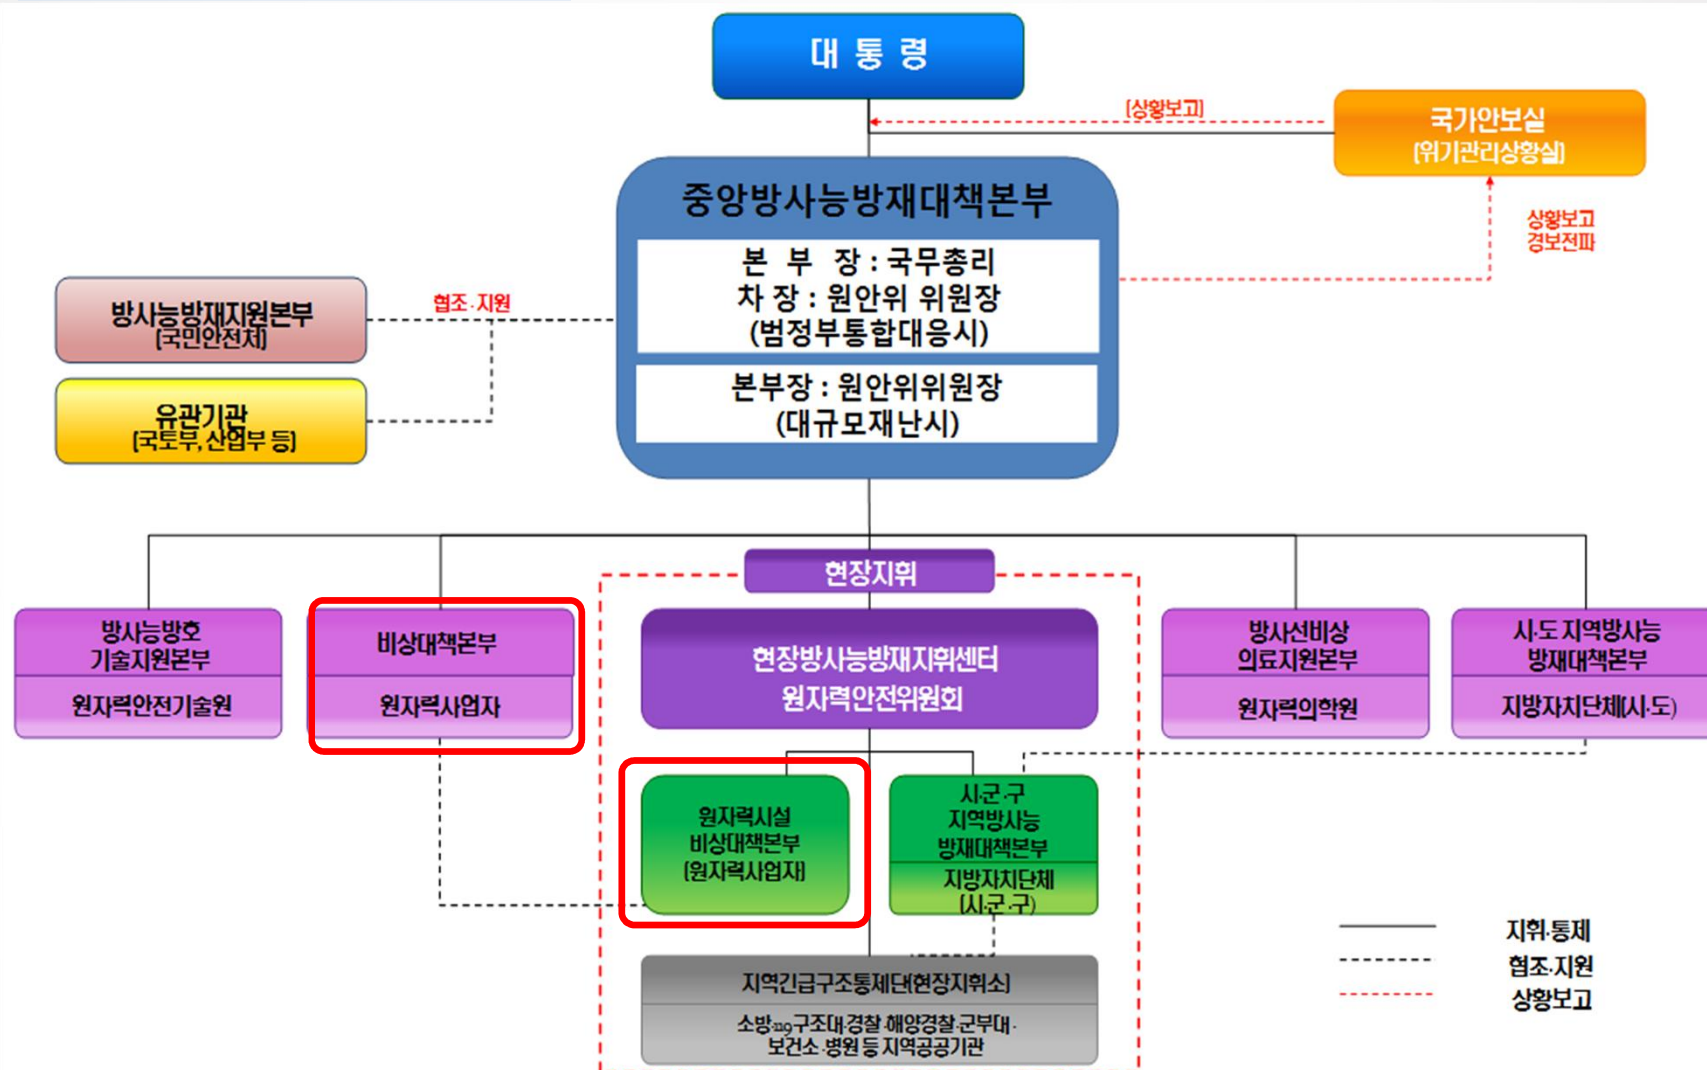 대 통 령
[상황보고]
국가안보실
[위기관리상황실]
중앙방사능방재대책본부
본 부 장 : 국무총리
차 장 : 원안위 위원장
(범정부통합대응시)
본부장 : 원안위위원장
(대규모재난시)
상황보고
경보전파
방사능방재지원본부
[국민안전처]
협조·지원
유관기관
[국토부, 산업부 등]
현장지휘
방사능방호
기술지원본부
원자력안전기술원
비상대책본부
원자력사업자
현장방사능방재지휘센터
원자력안전위원회
방사선비상
의료지원본부
원자력의학원
시·도 지역방사능
방재대책본부
지방자치단체[시·도]
원자력시설
비상대책본부
[원자력사업자]
시·군·구
지역방사능
방재대책본부
지방자치단체
[시·군·구]
지역긴급구조통제단[현장지휘소]
소방·119구조대·경찰·해양경찰·군부대·
보건소·병원 등 지역공공기관
지휘·통제
협조·지원
상황보고